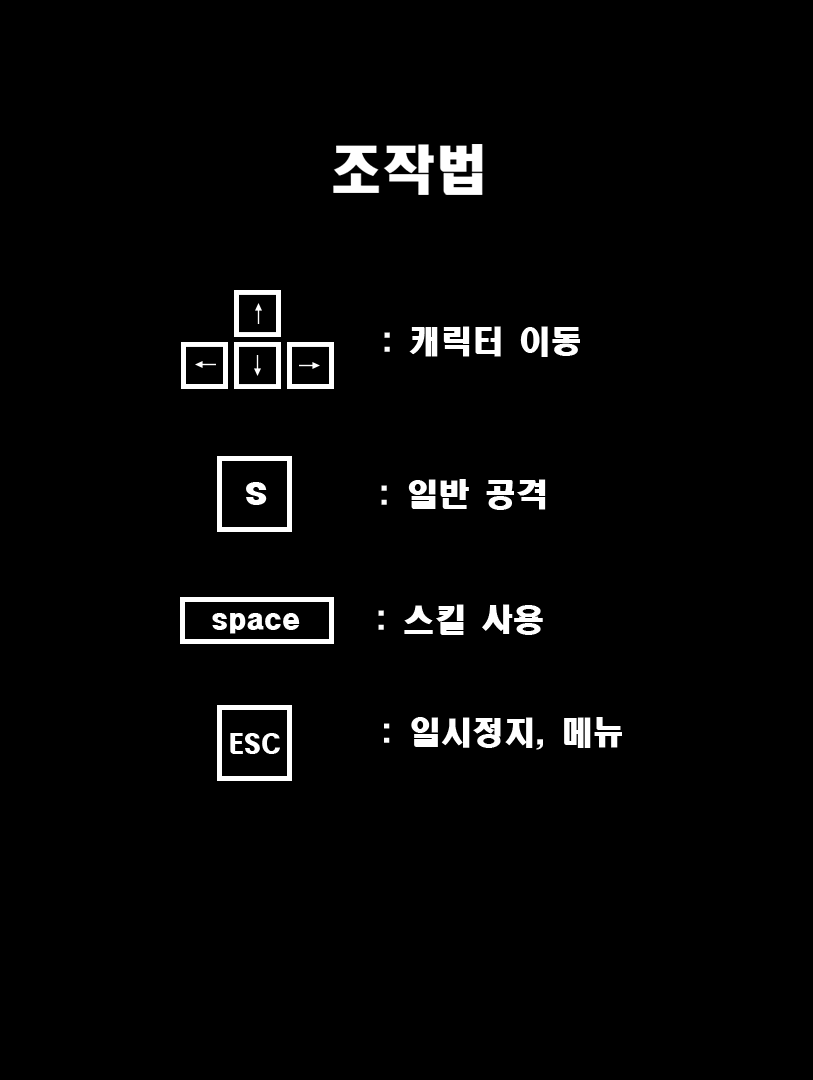 조작법
↑
← ↓ → : 캐릭터 이동
S : 일반 공격
space : 스킬 사용
ESC : 일시정지, 메뉴